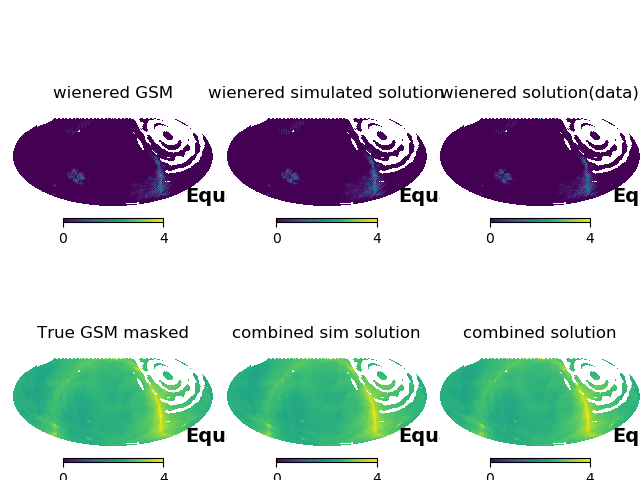 wienered GSM wienered simulated solution wienered solution(data)
Equ Equ Eq
0 4 0 4 0 4
True GSM masked combined sim solution combined solution
Equ Equ Eq
0 4 0 4 0 4